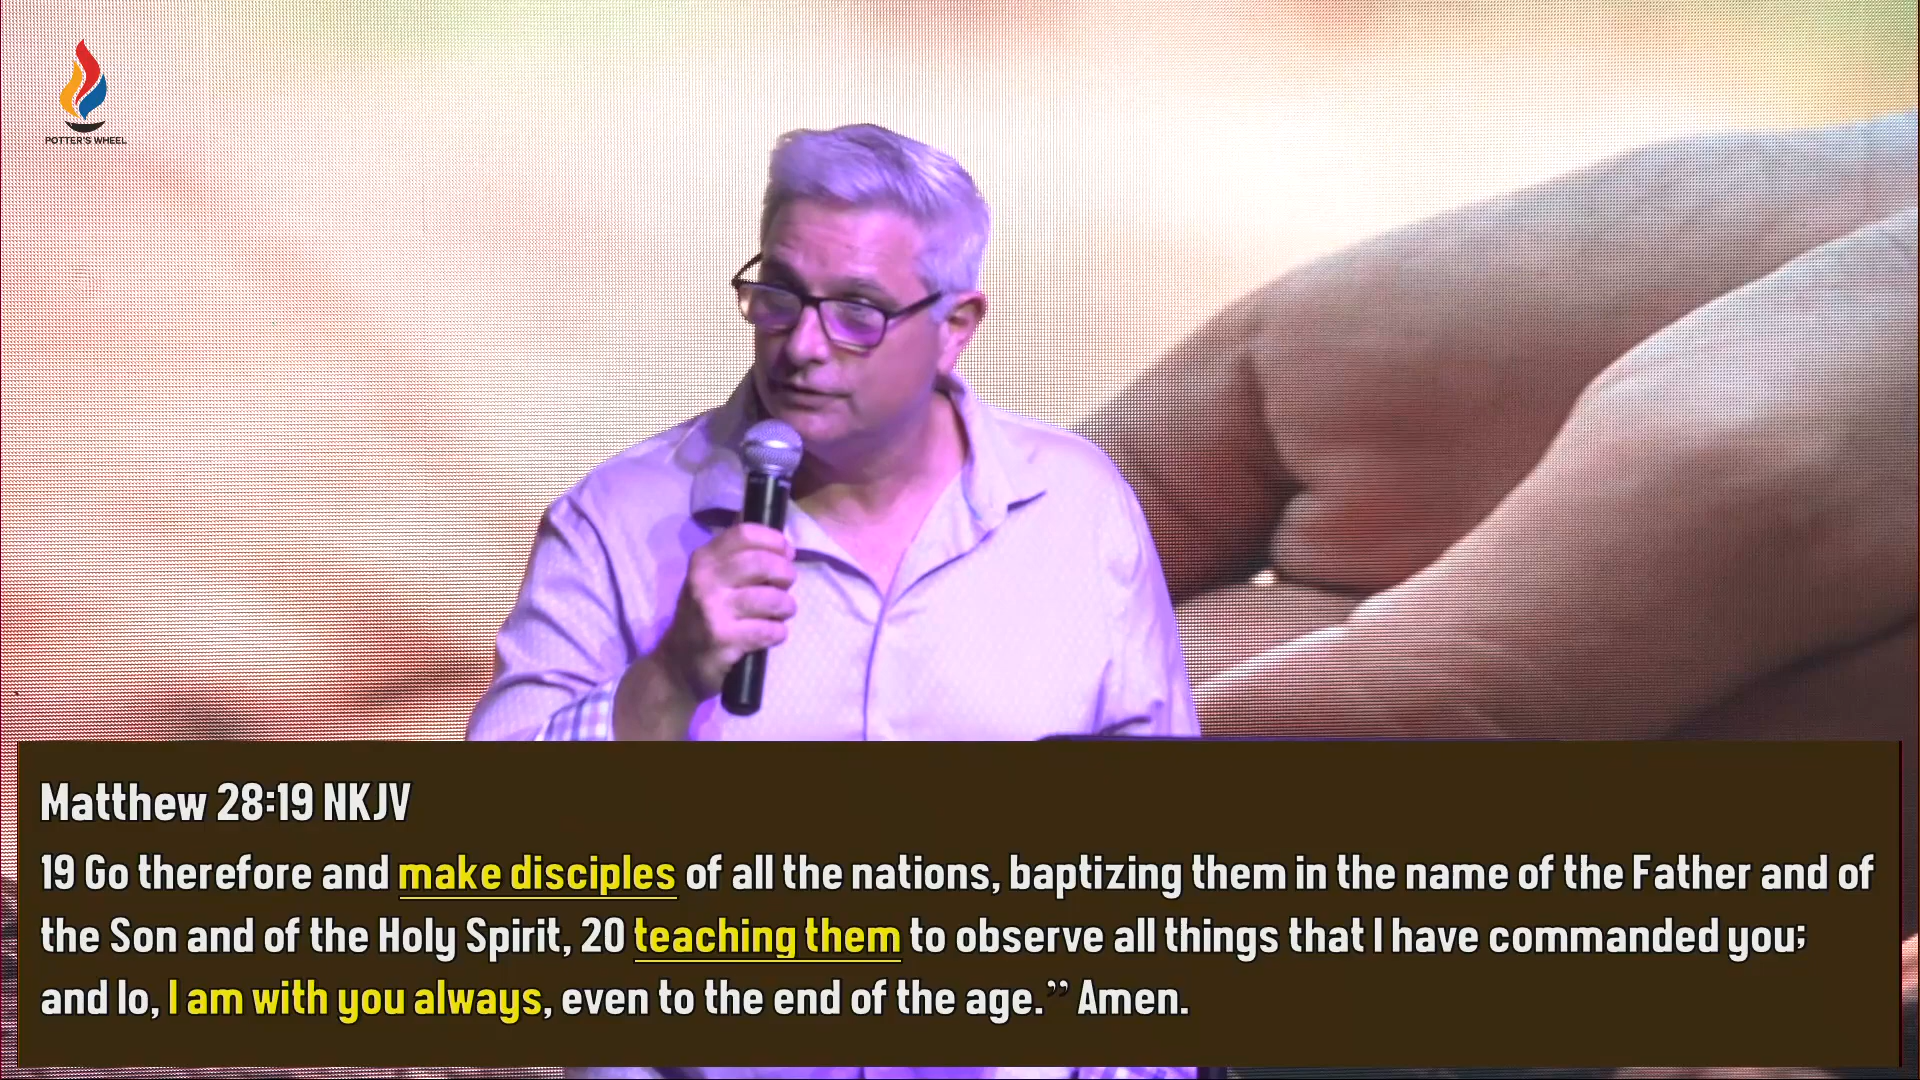 POTTER'S WHEEL
Matthew 28:19 NKJV
19 Go therefore and make disciples of all the nations, baptizing them in the name of the Father and of
the Son and of the Holy Spirit, 20 teaching them to observe all things that I have commanded you;
and lo, I am with you always, even to the end of the age.” Amen.